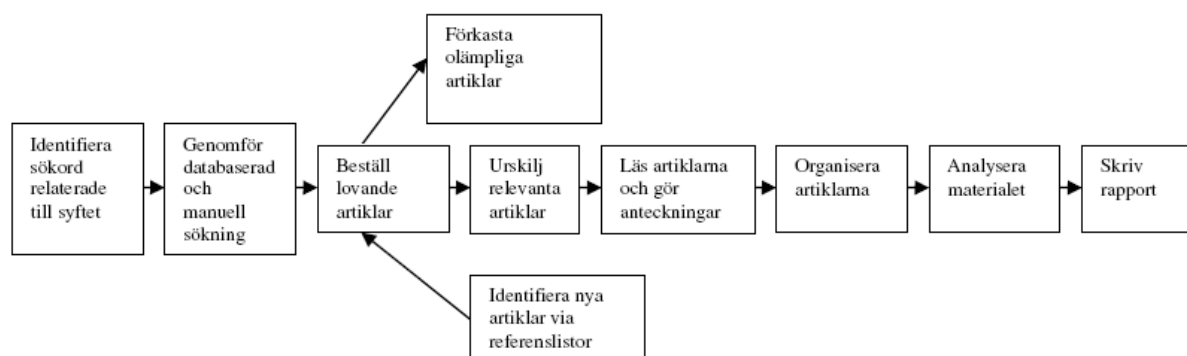 Förkasta
olämpliga
artiklar
Identifiera
sökord
relaterade
till syftet
Genomför
databaserad
och
manuell
sökning
Beställ
lovande
artiklar
Urskilj
relevanta
artiklar
Läs artiklarna
och gör
anteckningar
Organisera
artiklarna
Analysera
materialet
Skriv
rapport
Identifiera nya
artiklar via
referenslistor